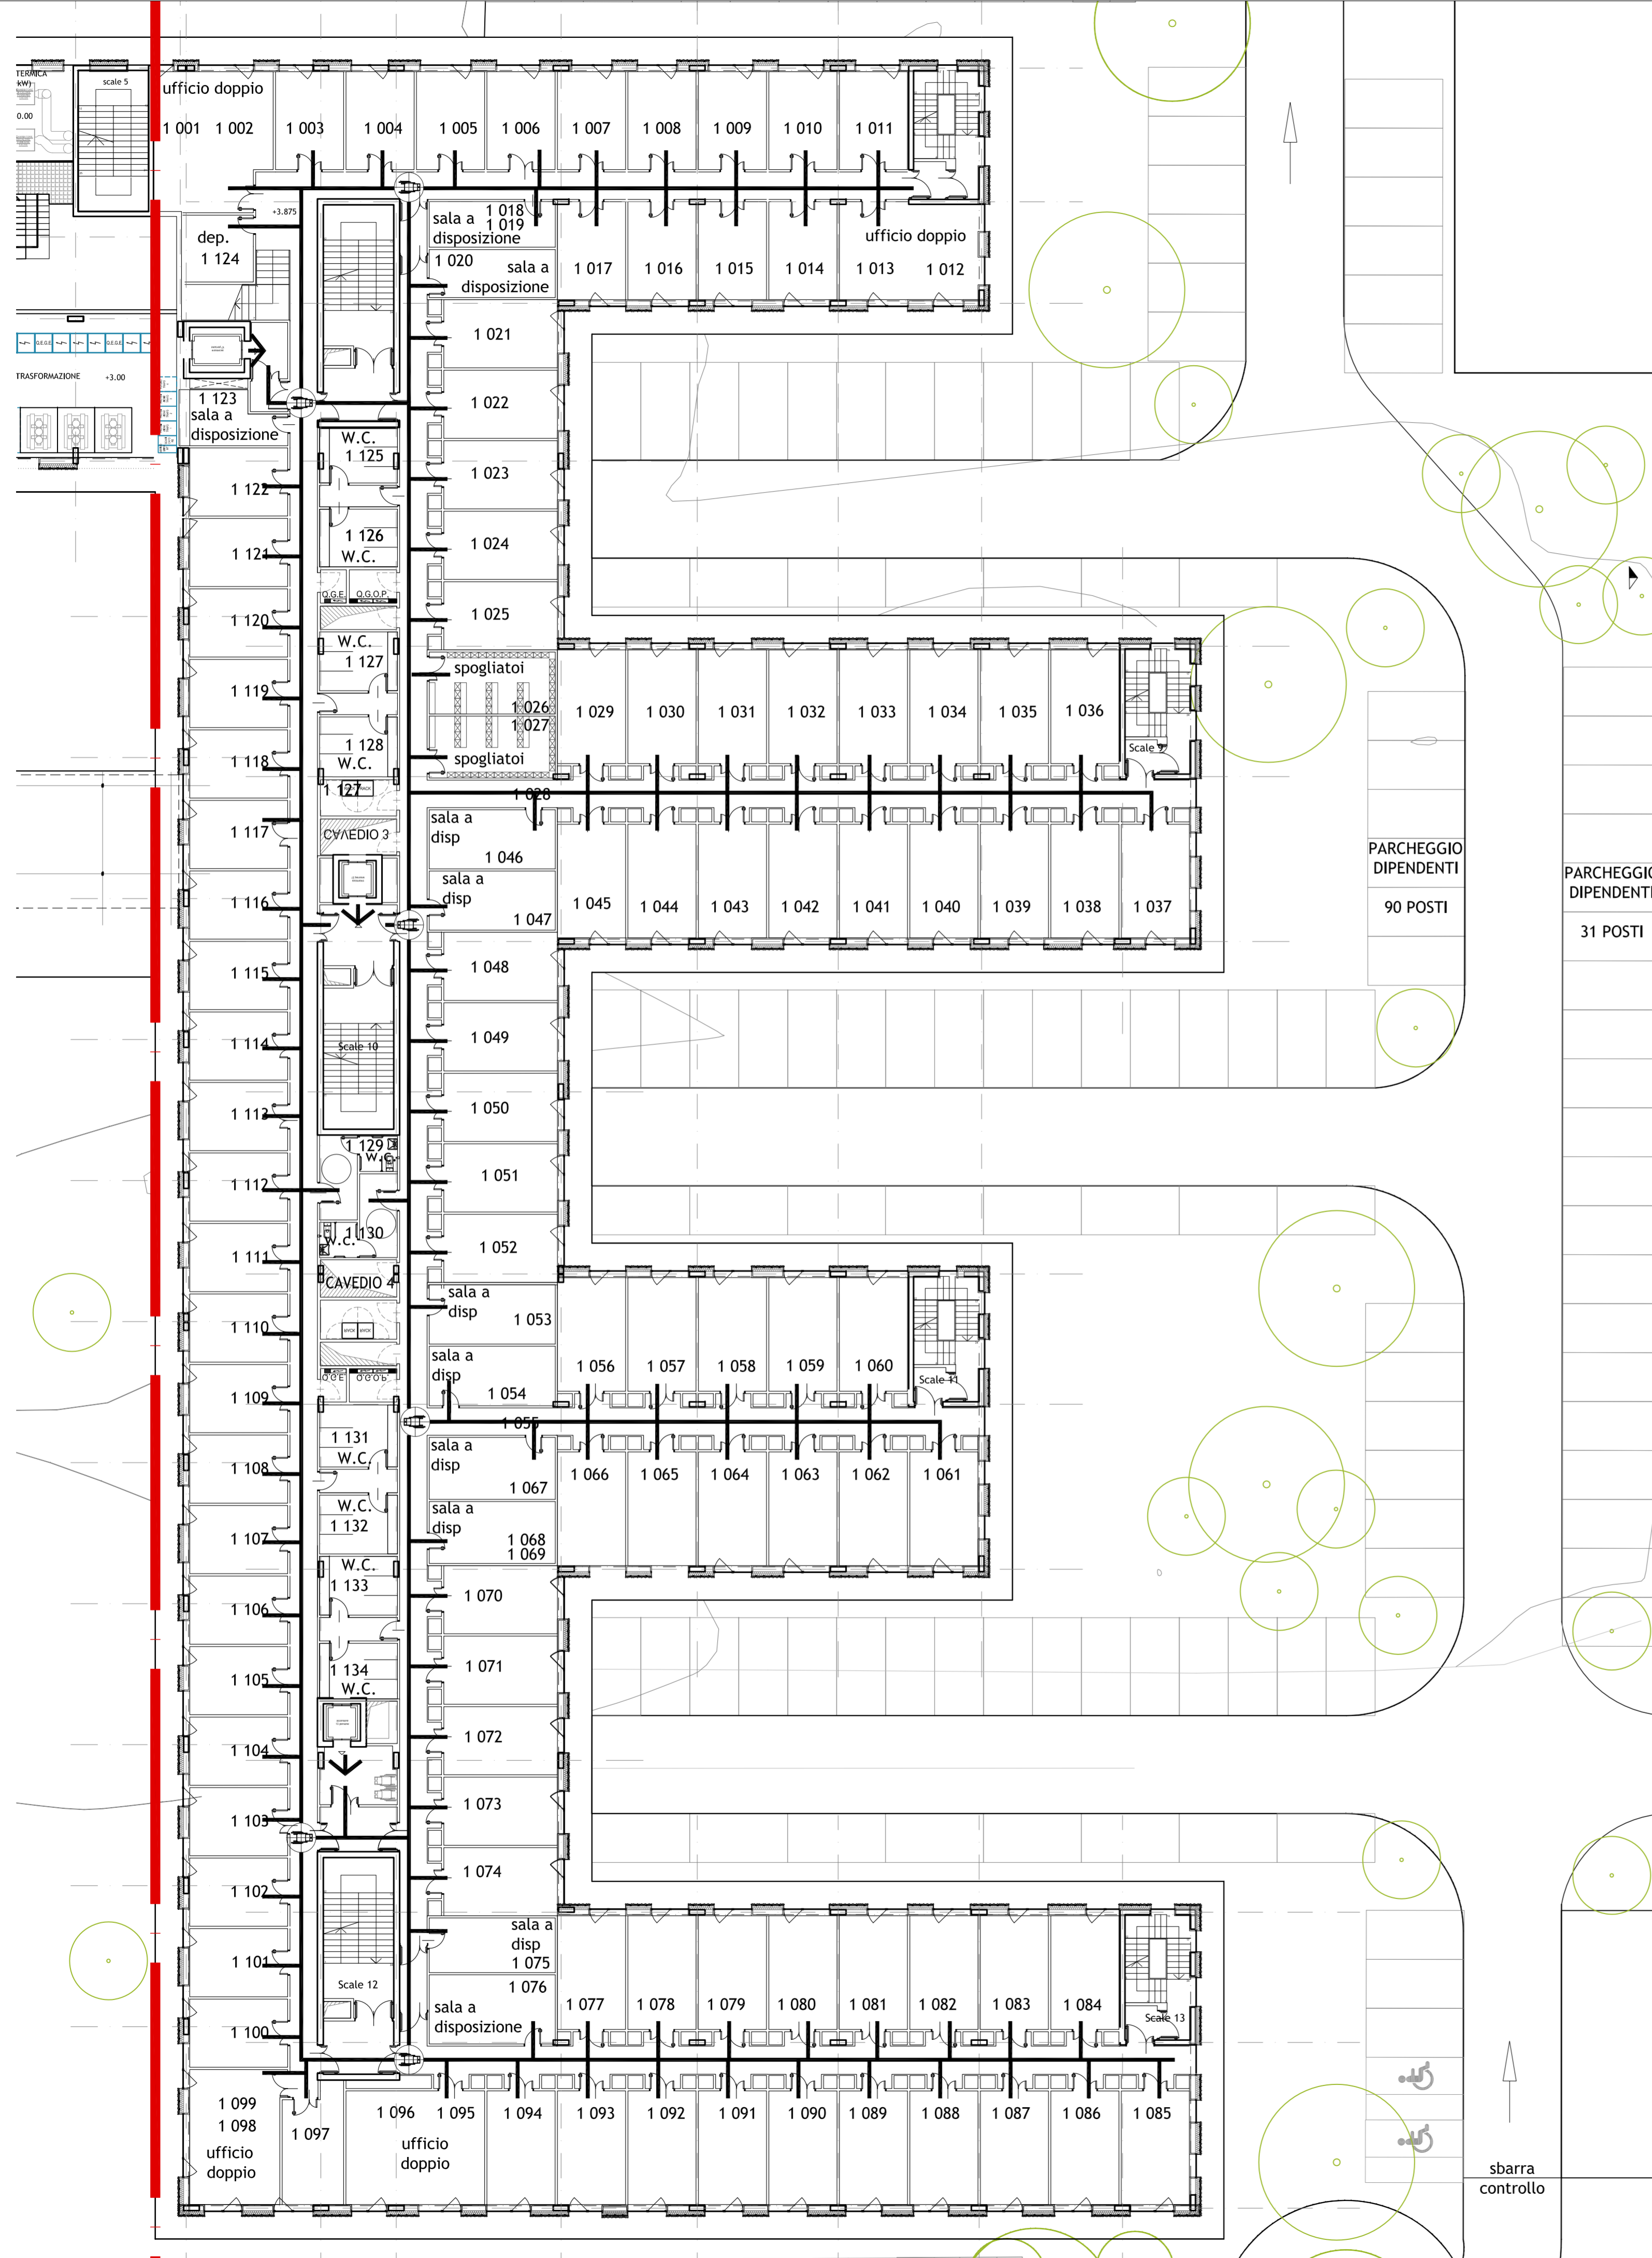 TERMICA
kW)
0.00
scale 5
ufficio doppio
1 001
1 002
1 003
1 004
1 005
1 006
1 007
1 008
1 009
1 010
1 011
+3.875
dep.
1 124
sala a
disposizione
1 018
1 019
1 020
sala a
disposizione
1 017
1 016
1 015
1 014
1 013
1 012
ufficio doppio
1 021
Q.E.G.E
Q.E.G.E
TRASFORMAZIONE
+3.00
1 123
sala a
disposizione
1 022
W.C.
1 125
1 122
1 023
1 126
W.C.
1 121
1 024
Q.G.E.
Q.G.O.P.
1 120
1 025
W.C.
1 127
1 119
spogliatoi
1 026
1 027
spogliatoi
1 029
1 030
1 031
1 032
1 033
1 034
1 035
1 036
Scale 9
1 128
W.C.
1 118
1 127
1 028
1 117
CAVEDIO 3
sala a
disp
1 046
sala a
disp
1 047
1 116
1 045
1 044
1 043
1 042
1 041
1 040
1 039
1 038
1 037
PARCHEGGIO
DIPENDENTI
90 POSTI
PARCHEGGIO
DIPENDENTI
31 POSTI
1 115
1 048
1 114
Scale 10
1 049
1 113
1 050
1 129
W.C.
1 112
1 051
1 130
W.C.
1 111
1 052
CAVEDIO 4
sala a
disp
1 053
1 110
RACK
RACK
sala a
disp
1 054
1 056
1 057
1 058
1 059
1 060
Scale 11
Q.G.E.
Q.G.O.P.
1 109
1 055
1 131
W.C.
1 108
sala a
disp
1 067
1 066
1 065
1 064
1 063
1 062
1 061
W.C.
1 132
1 107
sala a
disp
1 068
1 069
W.C.
1 133
1 106
1 070
1 134
W.C.
1 105
1 071
1 104
1 072
1 103
1 073
1 102
1 074
1 101
Scale 12
sala a
disp
1 075
1 076
sala a
disposizione
1 100
1 077
1 078
1 079
1 080
1 081
1 082
1 083
1 084
Scale 13
1 099
1 098
ufficio
doppio
1 097
1 096
ufficio
doppio
1 095
1 094
1 093
1 092
1 091
1 090
1 089
1 088
1 087
1 086
1 085
sbarra
controllo